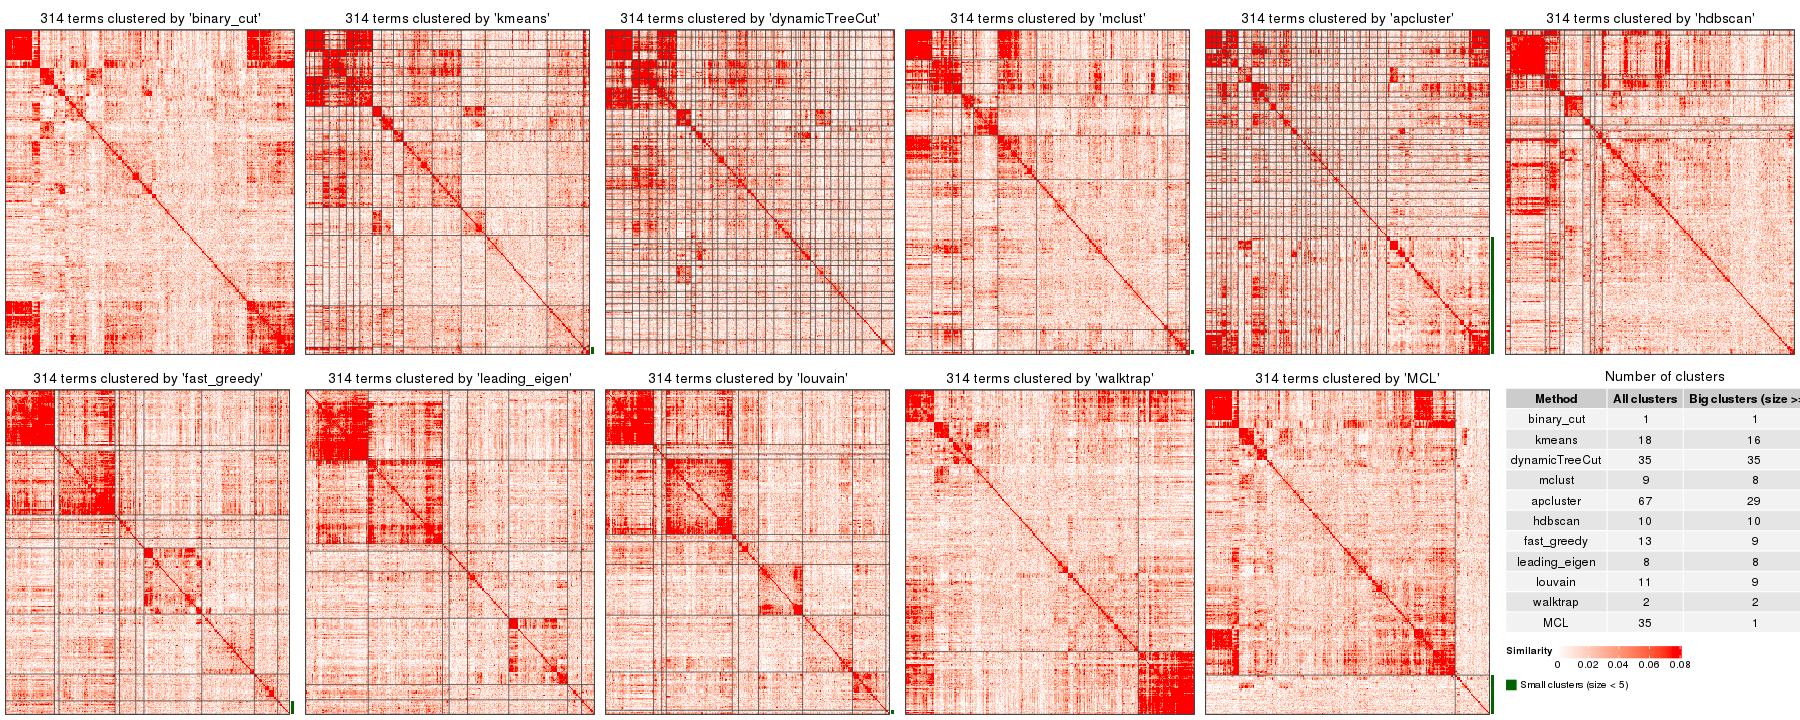 314 terms clustered by 'binary_cut'
314 terms clustered by 'kmeans'
314 terms clustered by 'dynamicTreeCut'
314 terms clustered by 'mclust'
314 terms clustered by 'apcluster'
314 terms clustered by 'hdbscan'
314 terms clustered by 'fast_greedy'
314 terms clustered by 'leading_eigen'
314 terms clustered by 'louvain'
314 terms clustered by 'walktrap'
314 terms clustered by 'MCL'
Number of clusters
Method All clusters Big clusters (size >
binary_cut 1 1
kmeans 18 16
dynamicTreeCut 35 35
mclust 9 8
apcluster 67 29
hdbscan 10 10
fast_greedy 13 9
leading_eigen 8 8
louvain 11 9
walktrap 2 2
MCL 35 1
Similarity
0 0.02 0.04 0.06 0.08
Small clusters (size < 5)